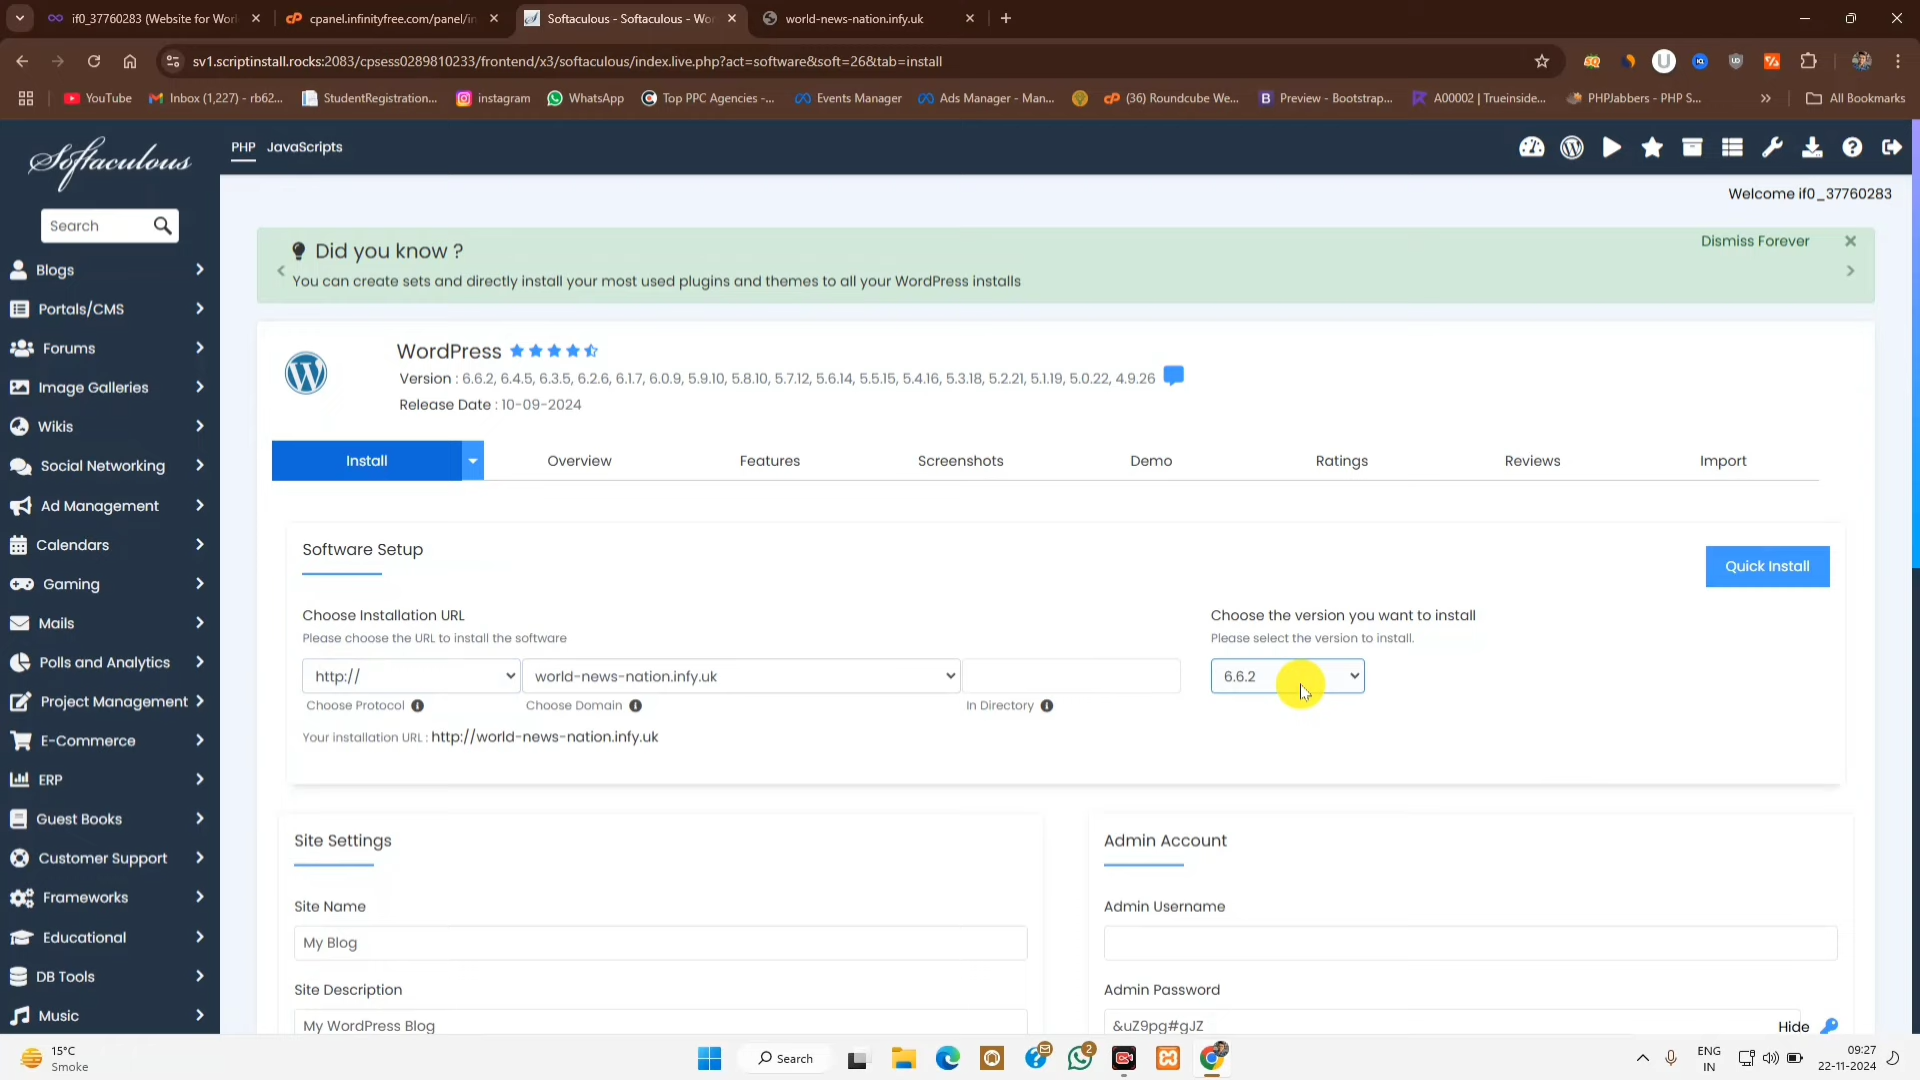 if0_37760283 (Website for Worl
cpanel.infinityfree.com/panel/in
Softaculous - Softaculous - Wo
world-news-nation.infy.uk
sv1.scriptinstall.rocks:2083/cpsess0289810233/frontend/x3/softaculous/index.live.php?act=software&soft=26&tab=install
YouTube
Inbox (1,227) - rb62...
StudentRegistration...
instagram
WhatsApp
Top PPC Agencies -...
Events Manager
Ads Manager - Man...
(36) Roundcube We...
Preview - Bootstrap...
A00002 | Trueinside...
PHPJabbers - PHP S...
All Bookmarks
Softaculous
PHP JavaScripts
Welcome if0_37760283
Search
Blogs
Portals/CMS
Forums
Image Galleries
Wikis
Social Networking
Ad Management
Calendars
Gaming
Mails
Polls and Analytics
Project Management
E-Commerce
ERP
Guest Books
Customer Support
Frameworks
Educational
DB Tools
Music
Did you know ?
Dismiss Forever
You can create sets and directly install your most used plugins and themes to all your WordPress installs
WordPress
Version : 6.6.2, 6.4.5, 6.3.5, 6.2.6, 6.1.7, 6.0.9, 5.9.10, 5.8.10, 5.7.12, 5.6.14, 5.5.15, 5.4.16, 5.3.18, 5.2.21, 5.1.19, 5.0.22, 4.9.26
Release Date : 10-09-2024
Install Overview Features Screenshots Demo Ratings Reviews Import
Software Setup
Quick Install
Choose Installation URL
Please choose the URL to install the software
http://
world-news-nation.infy.uk
Choose Protocol
Choose Domain
In Directory
Your installation URL : http://world-news-nation.infy.uk
Choose the version you want to install
Please select the version to install.
6.6.2
Site Settings
Site Name
My Blog
Site Description
My WordPress Blog
Admin Account
Admin Username
Admin Password
&uZ9pg#gJZ
Hide
15°C
Smoke
Search
2
ENG
IN
09:27
22-11-2024